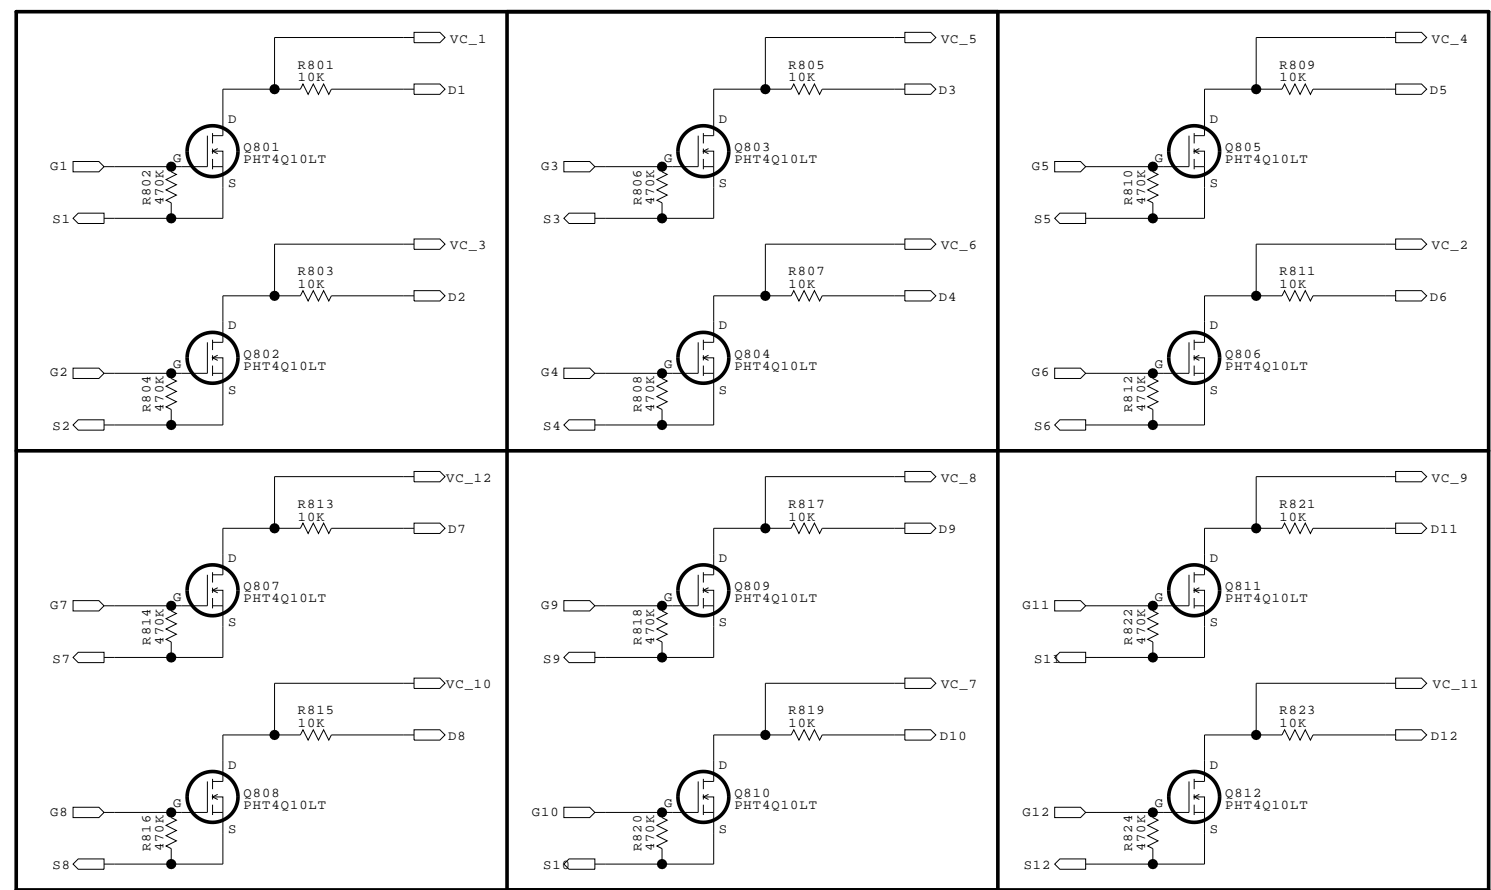 VC_1
R801
10K
D1
D
Q801
PHT4Q10LT
G1
G
R802
470K
S
S1
VC_3
R803
10K
D2
D
Q802
PHT4Q10LT
G2
G
R804
470K
S
S2
VC_5
R805
10K
D3
D
Q803
PHT4Q10LT
G3
G
R806
470K
S
S3
VC_6
R807
10K
D4
D
Q804
PHT4Q10LT
G4
G
R808
470K
S
S4
VC_4
R809
10K
D5
D
Q805
PHT4Q10LT
G5
G
R810
470K
S
S5
VC_2
R811
10K
D6
D
Q806
PHT4Q10LT
G6
G
R812
470K
S
S6
VC_12
R813
10K
D7
D
Q807
PHT4Q10LT
G7
G
R814
470K
S
S7
VC_10
R815
10K
D8
D
Q808
PHT4Q10LT
G8
G
R816
470K
S
S8
VC_8
R817
10K
D9
D
Q809
PHT4Q10LT
G9
G
R818
470K
S
S9
VC_7
R819
10K
D10
D
Q810
PHT4Q10LT
G10
G
R820
470K
S
S10
VC_9
R821
10K
D11
D
Q811
PHT4Q10LT
G11
G
R822
470K
S
S11
VC_11
R823
10K
D12
D
Q812
PHT4Q10LT
G12
G
R824
470K
S
S12